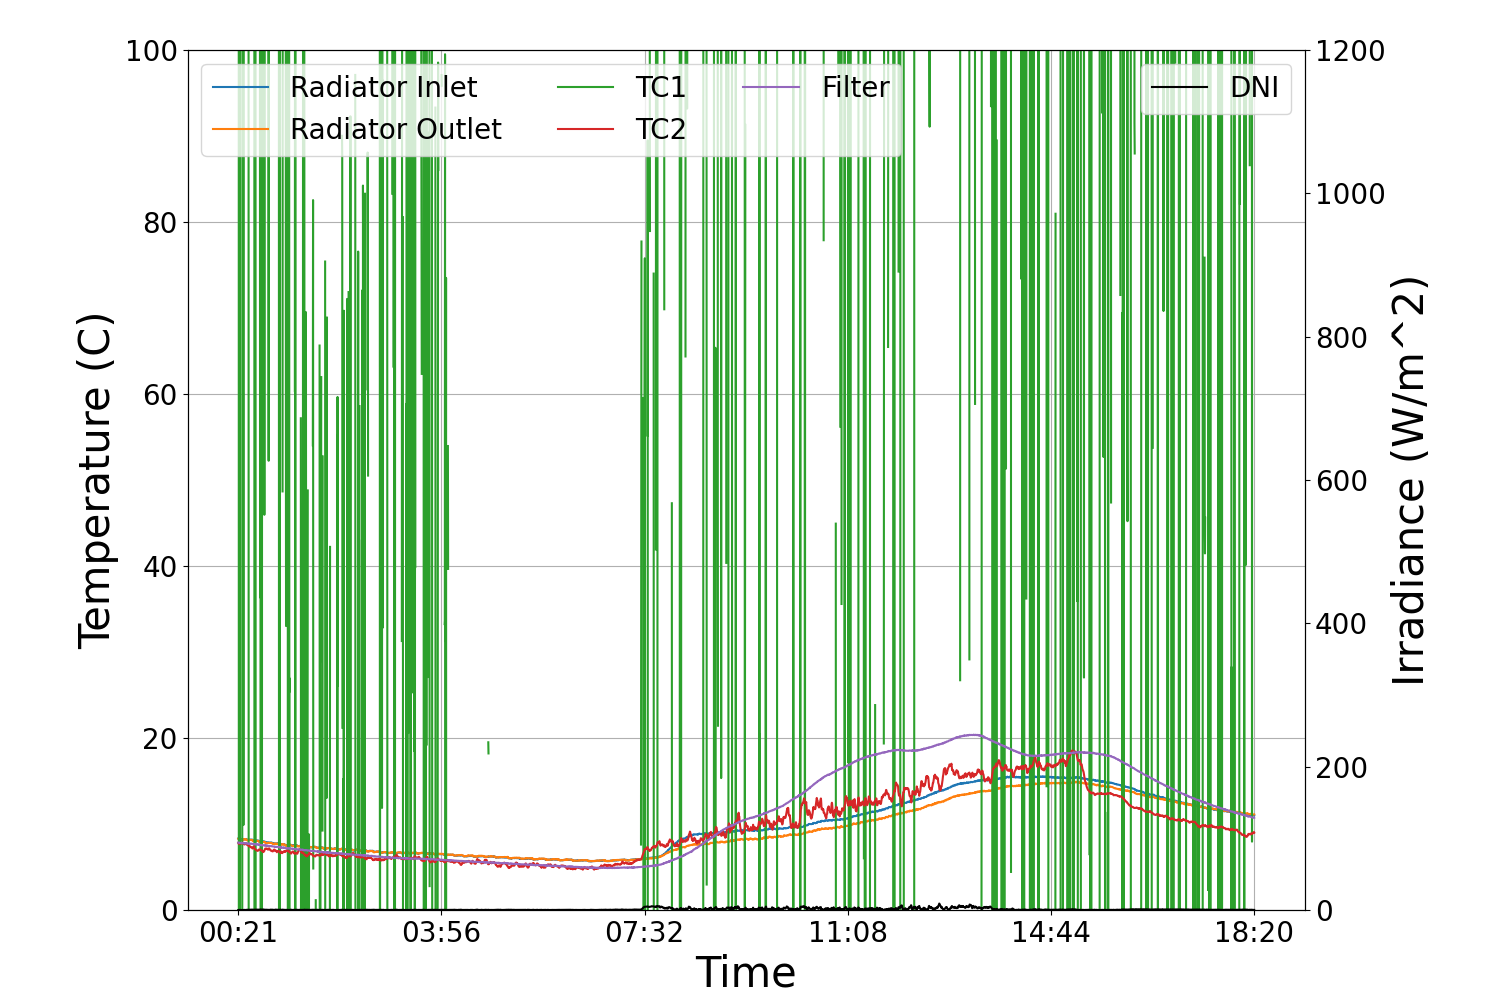 Radiator Inlet
Radiator Outlet
TC1
TC2
Filter
DNI
100
80
60
40
20
0
Temperature (C)
1200
1000
800
600
400
200
0
Irradiance (W/m^2)
00:21 03:56 07:32 11:08 14:44 18:20
Time